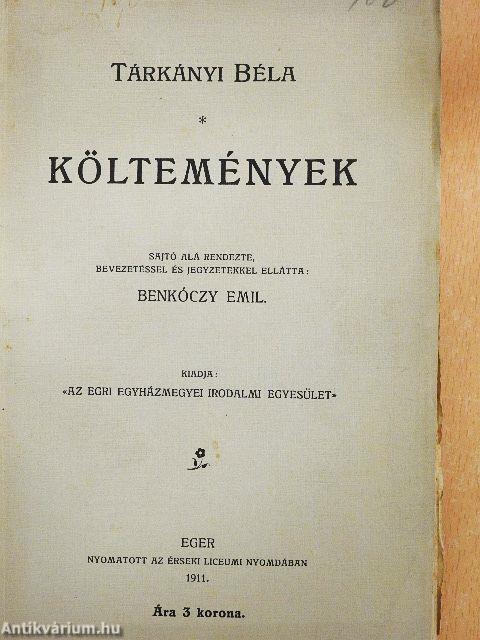 TÁRKÁNYI BÉLA
*
KÖLTEMÉNYEK
SAJTÓ ALÁ RENDEZTE,
BEVEZETÉSSEL ÉS JEGYZETEKKEL ELLÁTTA:
BENKÓCZY EMIL.
KIADJA:
«AZ EGRI EGYHÁZMEGYEI IRODALMI EGYESÜLET»
EGER
NYOMATOTT AZ ÉRSEKI LICEUMI NYOMDÁBAN
1911.
Ára 3 korona.
Antikvárium.hu